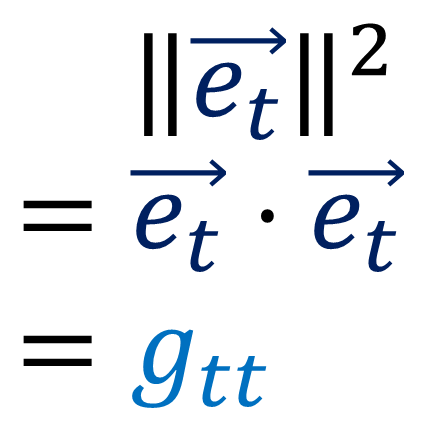 ‖e⃗ₜ‖²
= e⃗ₜ · e⃗ₜ
= gₜₜ